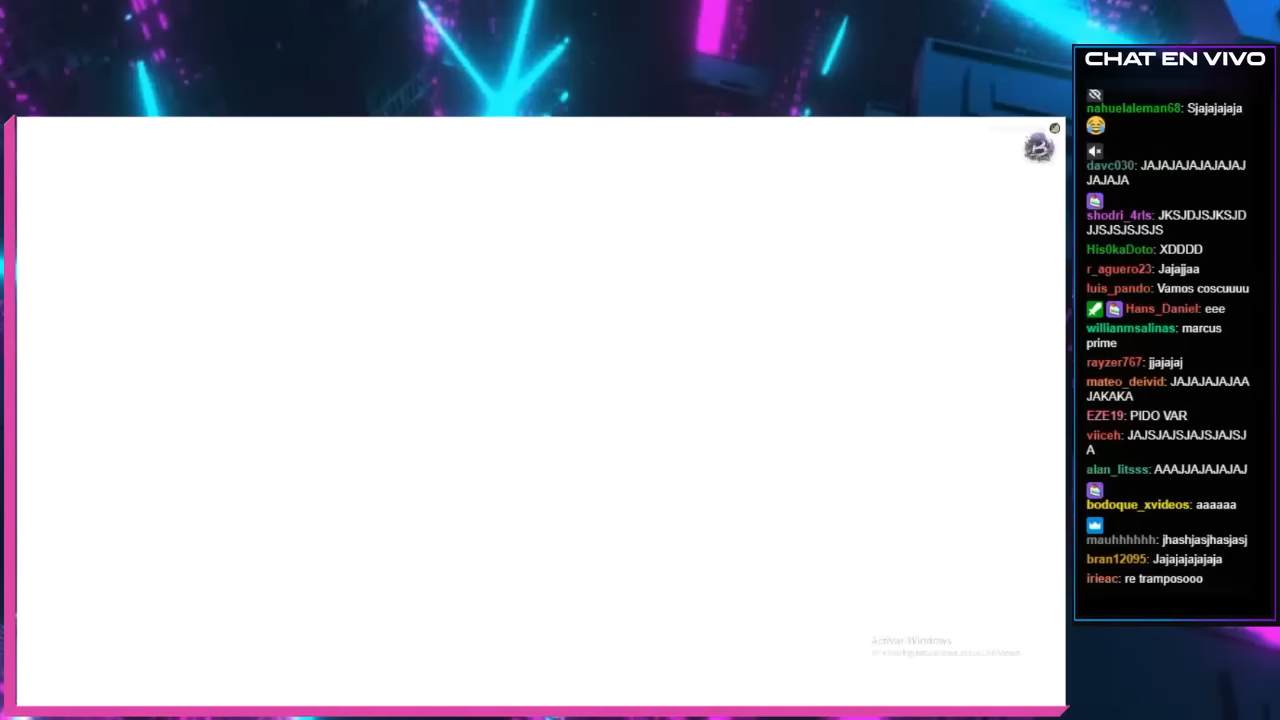 CHAT EN VIVO
nahuelaleman68: Sjajajajaja
davc030: JAJAJAJAJAJAJAJ
JAJAJA
shodri_4rls: JKSJDJSJKSJD
JJSJSJSJSJS
His0kaDoto: XDDDD
r_aguero23: Jajajjaa
luis_pando: Vamos coscuuuu
Hans_Daniel: eee
willianmsalinas: marcus
prime
rayzer767: jjajajaj
mateo_deivid: JAJAJAJAJAA
JAKAKA
EZE19: PIDO VAR
viiceh: JAJSJAJSJAJSJAJSJ
A
alan_litsss: AAAJJAJAJAJAJ
bodoque_xvideos: aaaaaa
mauhhhhhh: jhashjasjhasjasj
bran12095: Jajajajajajaja
irieac: re tramposooo
Activar Windows